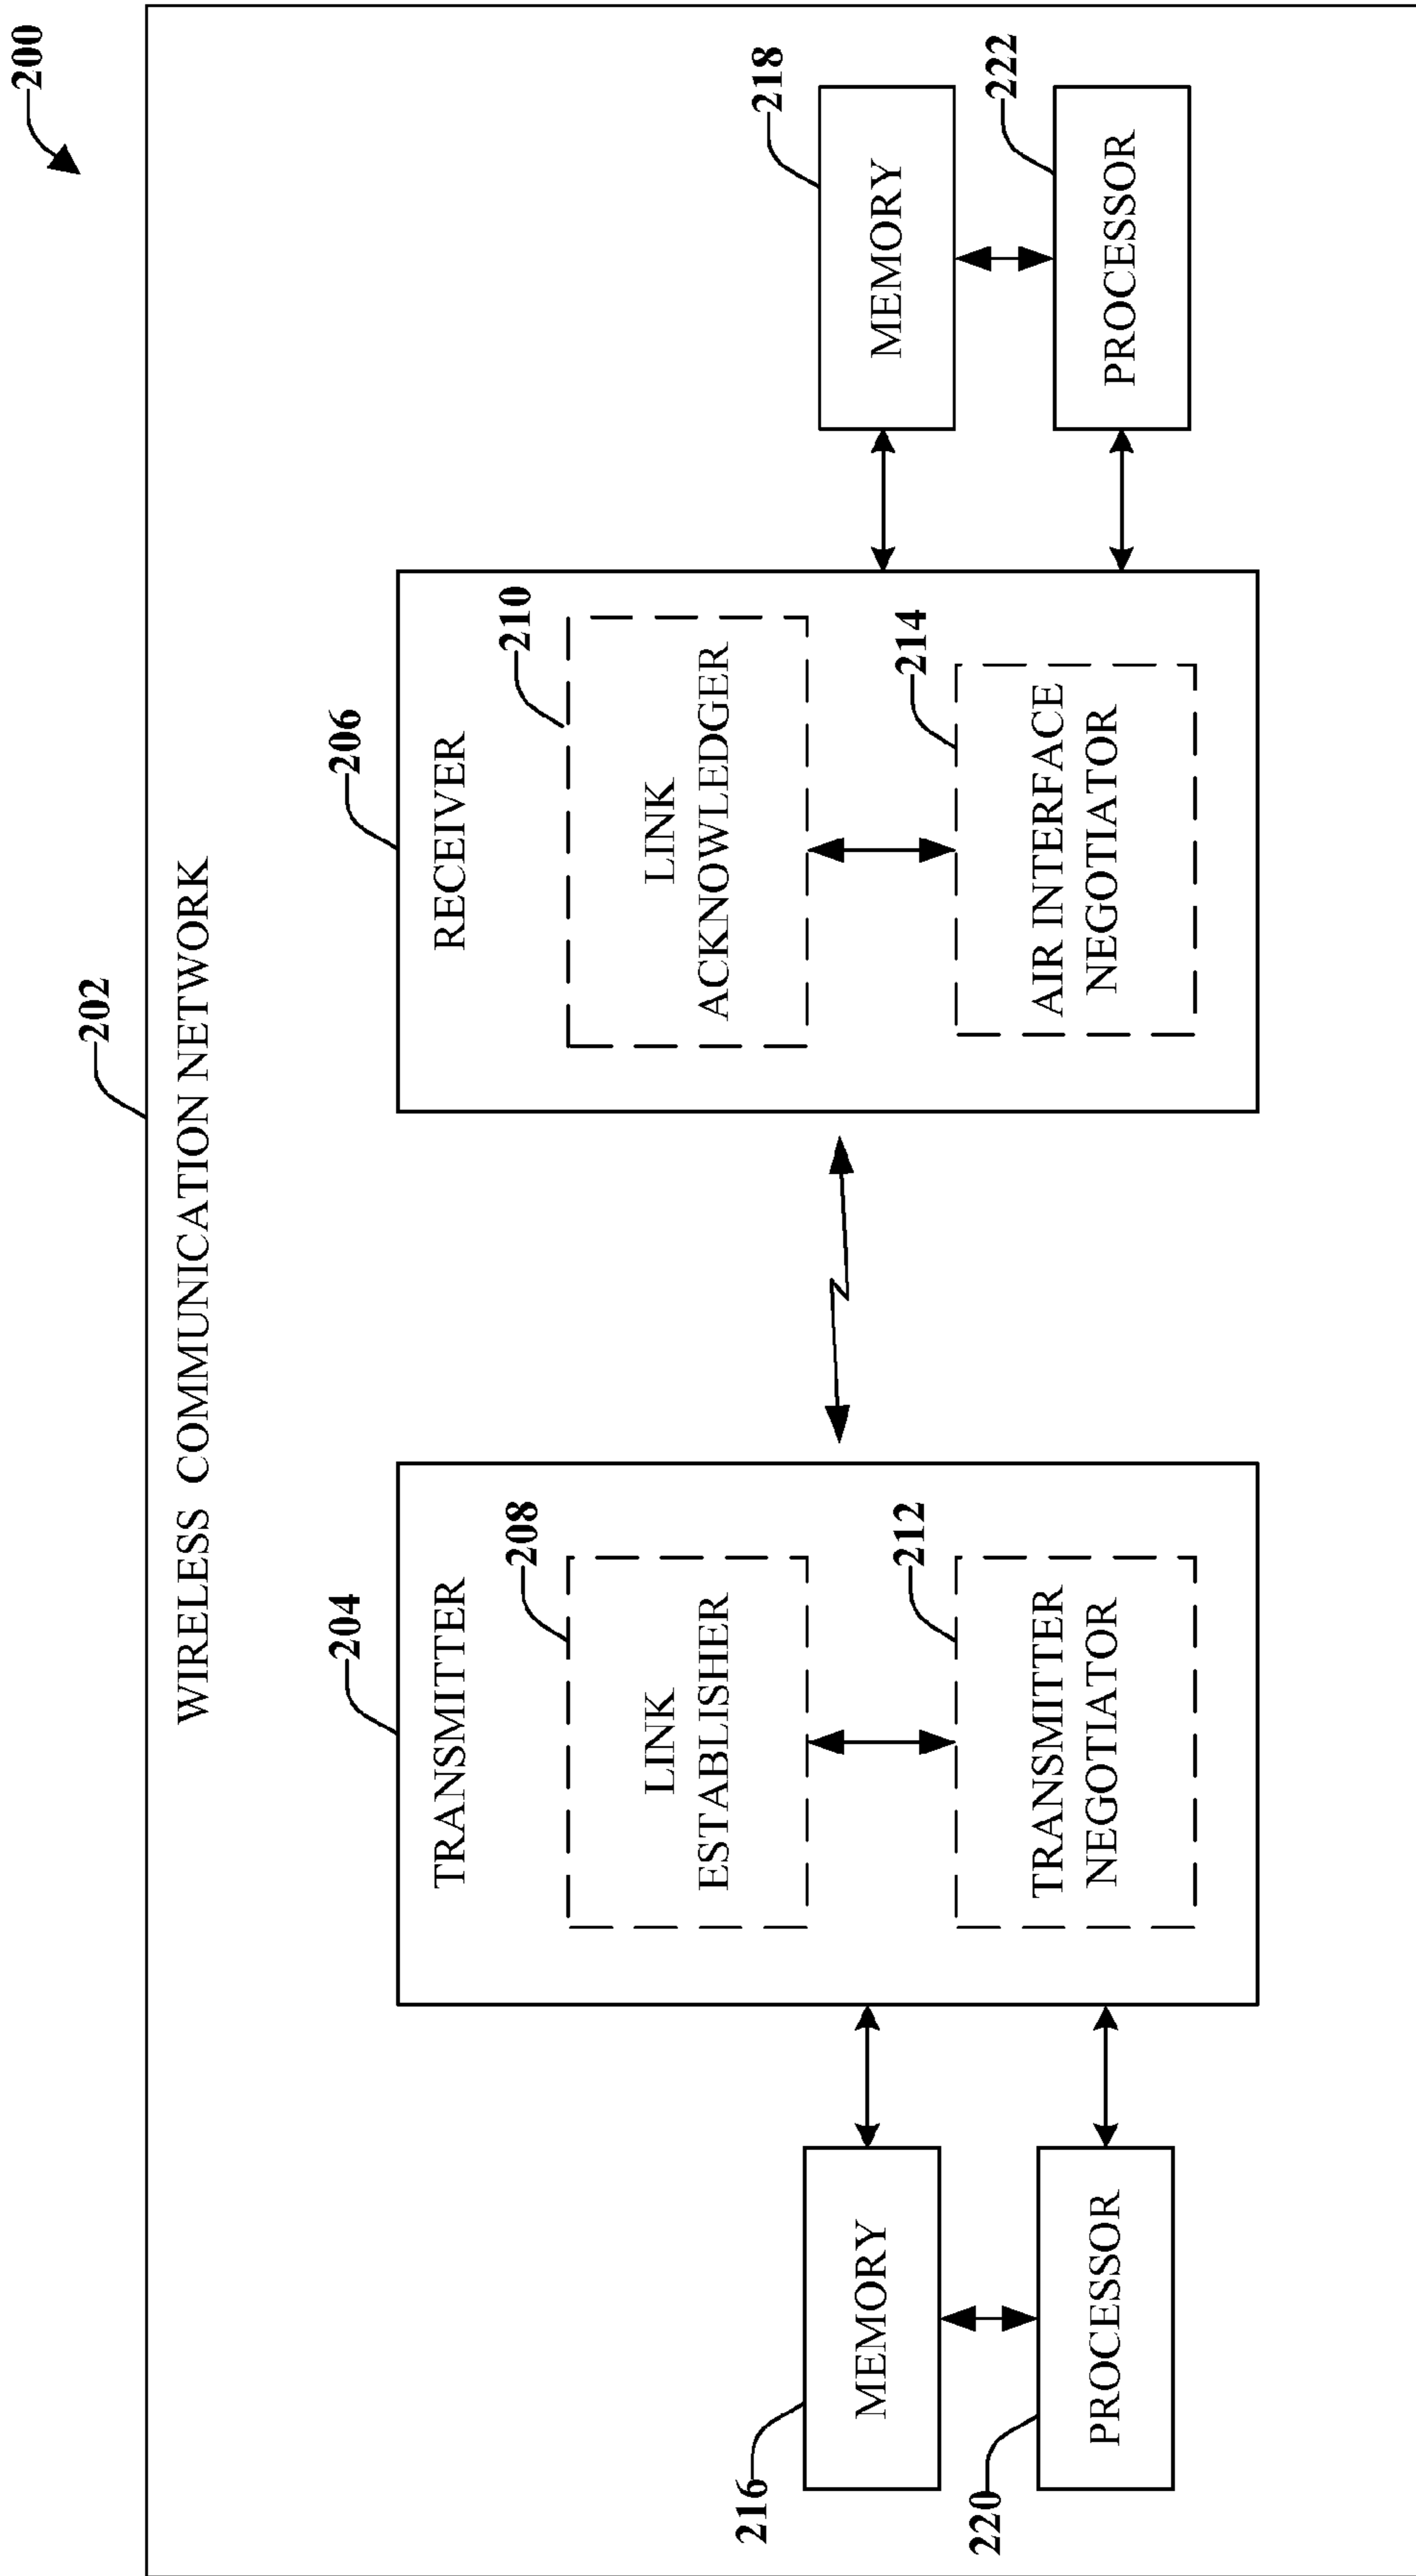 200
202
WIRELESS COMMUNICATION NETWORK
204
TRANSMITTER
208
LINK
ESTABLISHER
212
TRANSMITTER
NEGOTIATOR
206
RECEIVER
210
LINK
ACKNOWLEDGER
214
AIR INTERFACE
NEGOTIATOR
216
MEMORY
220
PROCESSOR
218
MEMORY
222
PROCESSOR